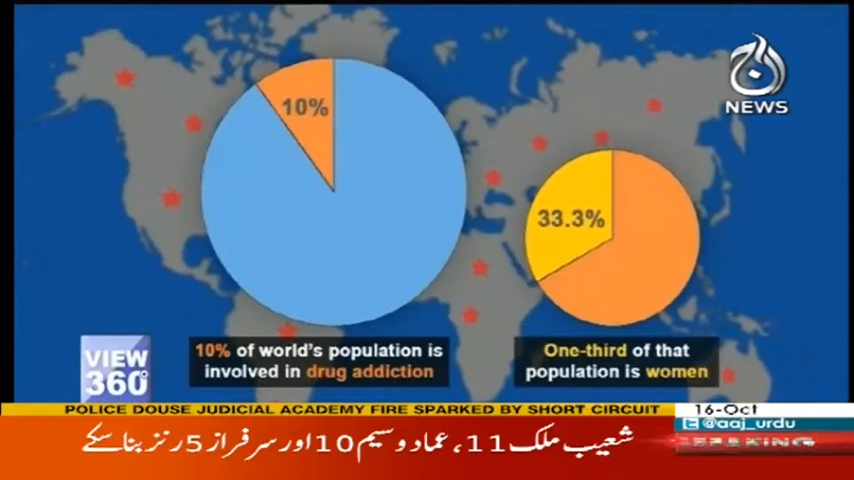 آج
NEWS
10%
33.3%
10% of world's population is
involved in drug addiction
One-third of that
population is women
VIEW
360°
POLICE DOUSE JUDICIAL ACADEMY FIRE SPARKED BY SHORT CIRCUIT
16-Oct
@aaj_urdu
BREAKING
شعیب ملک 11، عماد وسیم 10 اور سرفراز 5 رنز بنا سکے